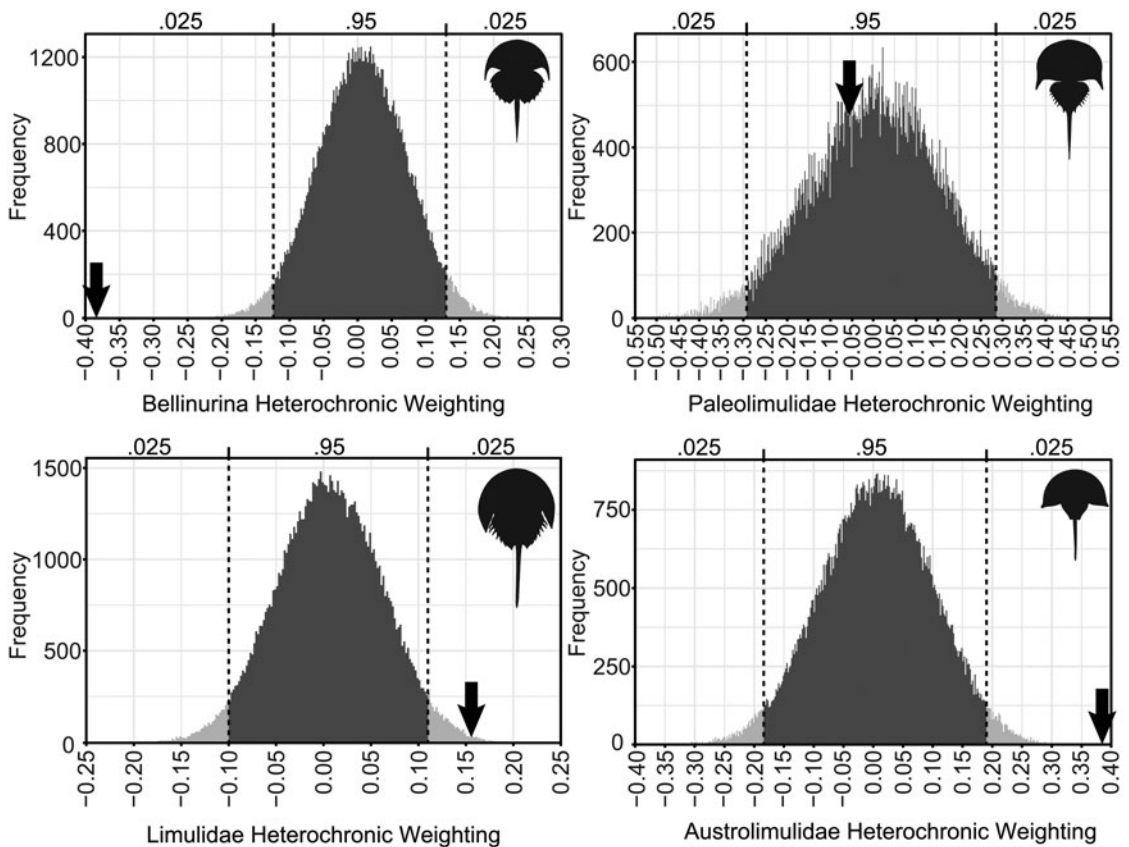 .025 .95 .025
Frequency
1200
800
400
0
−0.40 −0.35 −0.30 −0.25 −0.20 −0.15 −0.10 −0.05 0.00 0.05 0.10 0.15 0.20 0.25 0.30
Bellinurina Heterochronic Weighting
.025 .95 .025
Frequency
600
400
200
0
−0.55 −0.50 −0.45 −0.40 −0.35 −0.30 −0.25 −0.20 −0.15 −0.10 −0.05 0.00 0.05 0.10 0.15 0.20 0.25 0.30 0.35 0.40 0.45 0.50 0.55
Paleolimulidae Heterochronic Weighting
.025 .95 .025
Frequency
1500
1000
500
0
−0.25 −0.20 −0.15 −0.10 −0.05 0.00 0.05 0.10 0.15 0.20 0.25
Limulidae Heterochronic Weighting
.025 .95 .025
Frequency
750
500
250
0
−0.40 −0.35 −0.30 −0.25 −0.20 −0.15 −0.10 −0.05 0.00 0.05 0.10 0.15 0.20 0.25 0.30 0.35 0.40
Austrolimulidae Heterochronic Weighting